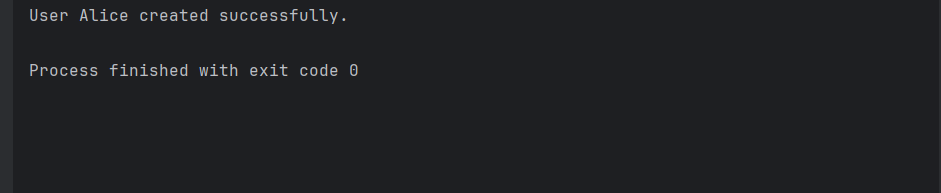 User Alice created successfully.
Process finished with exit code 0